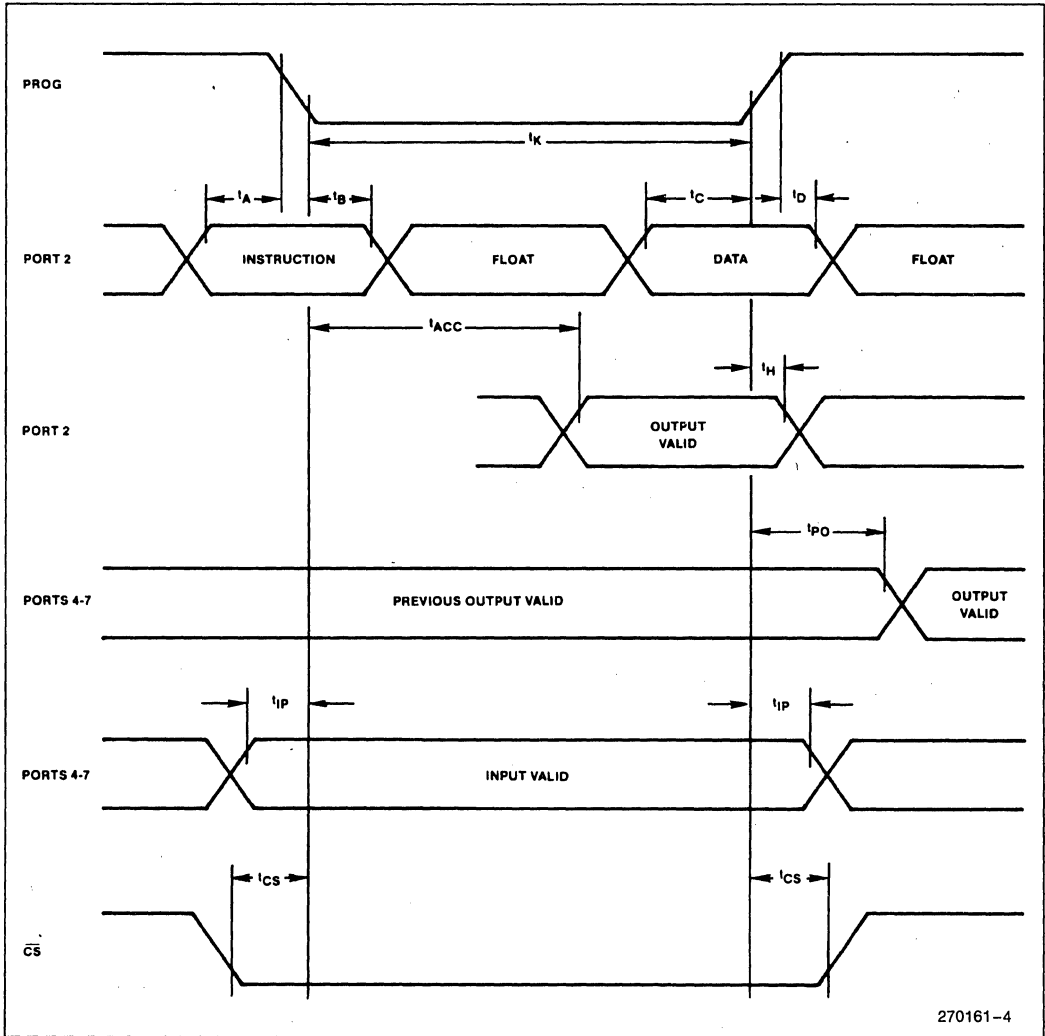 PROG
tK
tA
tB
tC
tD
PORT 2
INSTRUCTION
FLOAT
DATA
FLOAT
tACC
tH
PORT 2
OUTPUT
VALID
tPO
PORTS 4-7
PREVIOUS OUTPUT VALID
OUTPUT
VALID
tIP
tIP
PORTS 4-7
INPUT VALID
tCS
tCS
C̅S̅
270161-4